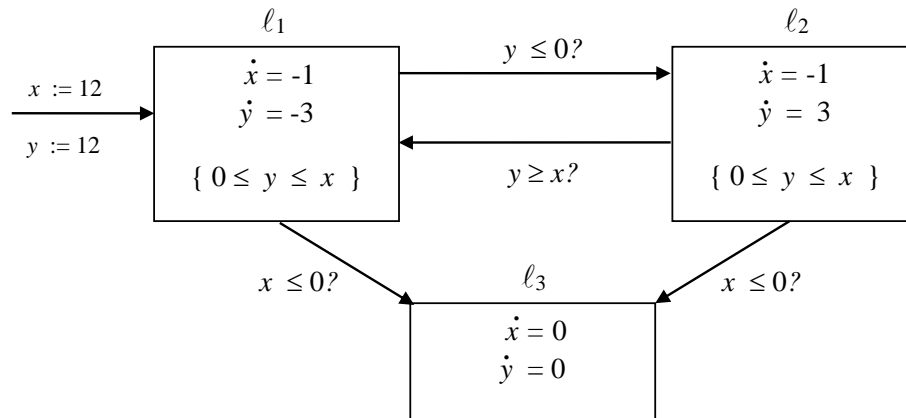 ℓ1
ℓ2
x := 12
y := 12
ẋ = -1
ẏ = -3
{ 0 ≤ y ≤ x }
y ≤ 0?
y ≥ x?
ẋ = -1
ẏ = 3
{ 0 ≤ y ≤ x }
x ≤ 0?
ℓ3
x ≤ 0?
ẋ = 0
ẏ = 0